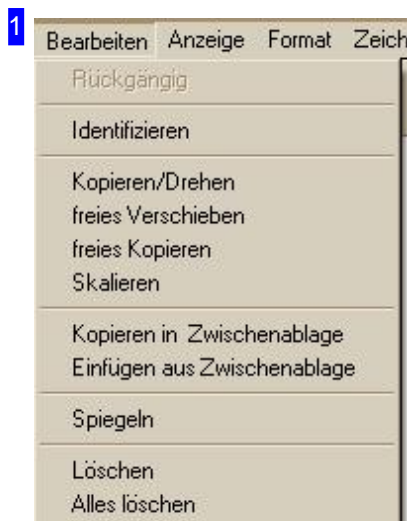 1
Bearbeiten Anzeige Format Zeich
Rückgängig
Identifizieren
Kopieren/Drehen
freies Verschieben
freies Kopieren
Skalieren
Kopieren in Zwischenablage
Einfügen aus Zwischenablage
Spiegeln
Löschen
Alles löschen